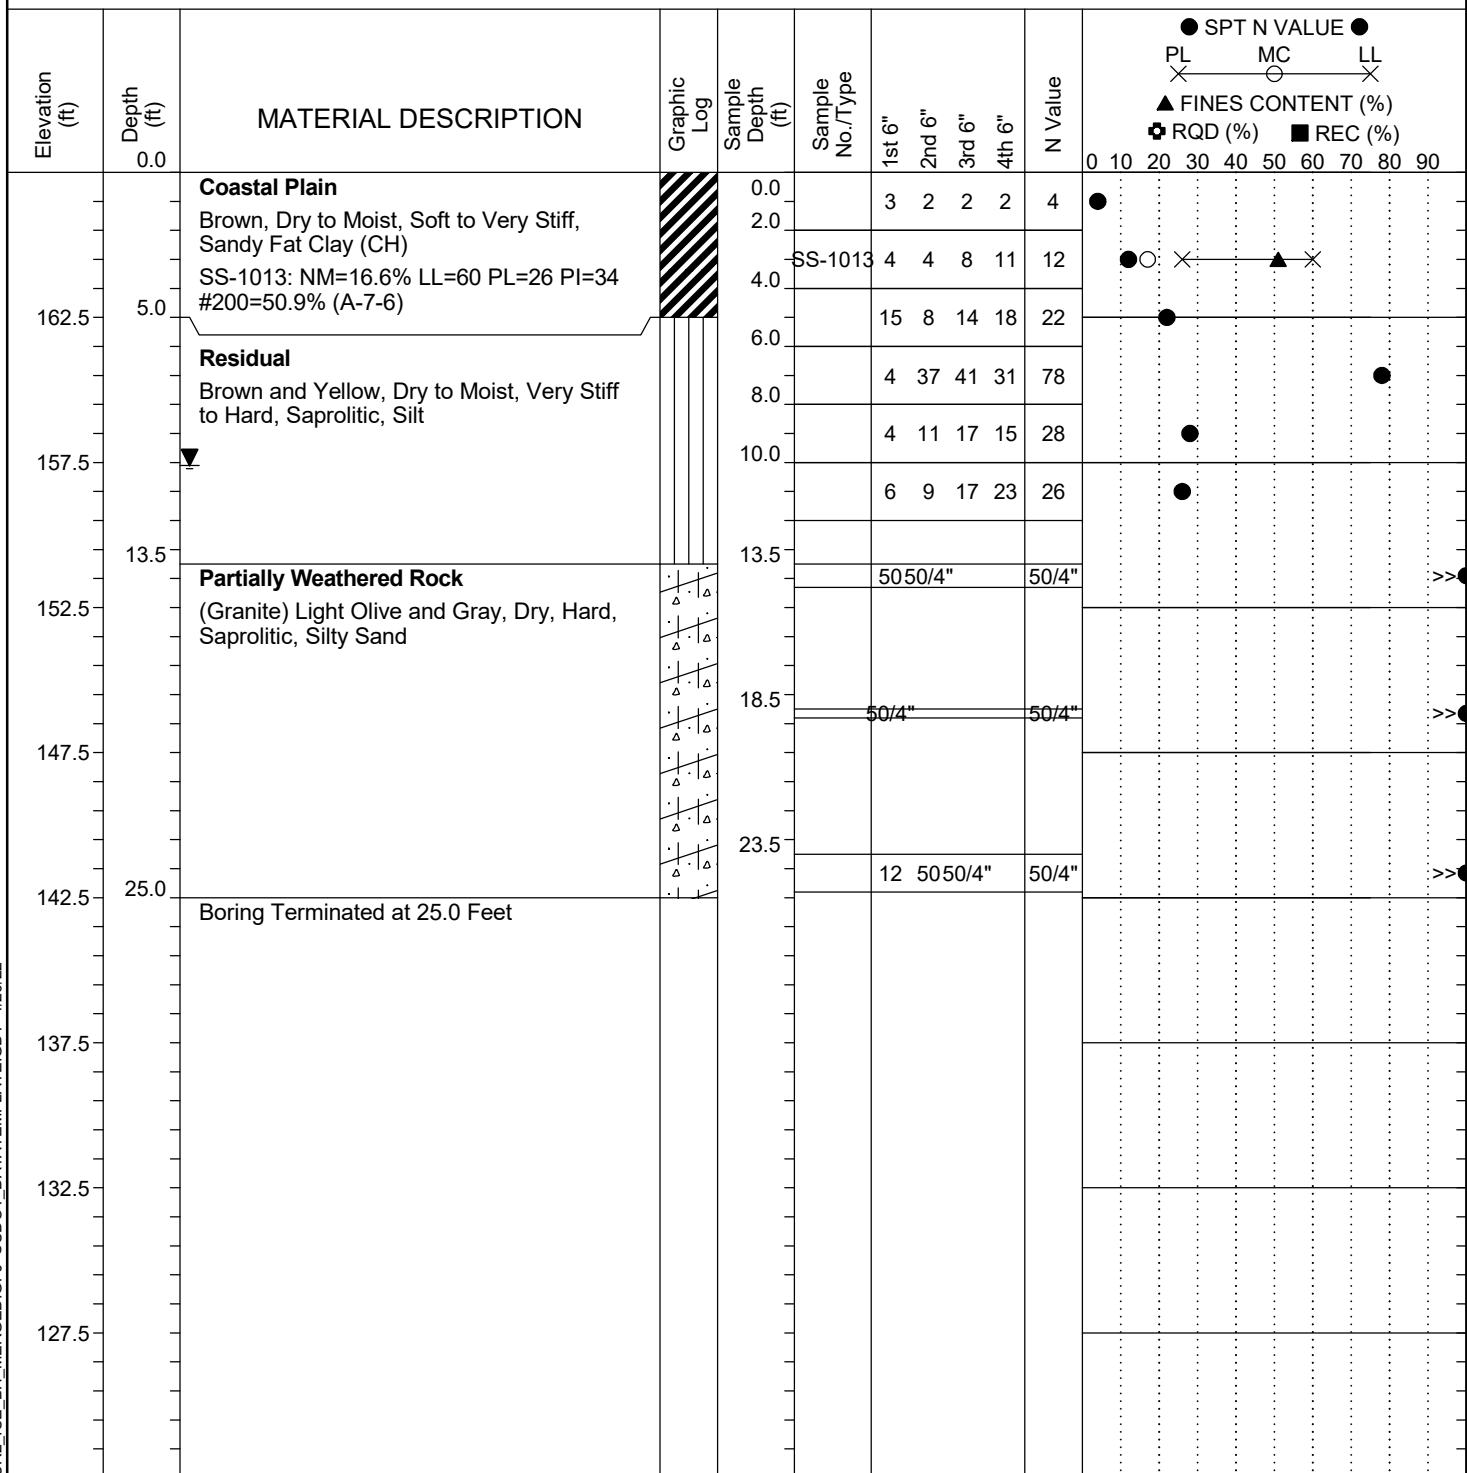 ● SPT N VALUE ●
PL MC LL
▲ FINES CONTENT (%)
RQD (%) ■ REC (%)
0 10 20 30 40 50 60 70 80 90
Elevation (ft)
Depth (ft)
0.0
MATERIAL DESCRIPTION
Graphic Log
Sample Depth (ft)
Sample No./Type
1st 6"
2nd 6"
3rd 6"
4th 6"
N Value
Coastal Plain
0.0
3 2 2 2 4
Brown, Dry to Moist, Soft to Very Stiff,
2.0
Sandy Fat Clay (CH)
SS-1013 4 4 8 11 12
SS-1013: NM=16.6% LL=60 PL=26 PI=34
4.0
#200=50.9% (A-7-6)
162.5 5.0
15 8 14 18 22
6.0
Residual
4 37 41 31 78
Brown and Yellow, Dry to Moist, Very Stiff
8.0
to Hard, Saprolitic, Silt
4 11 17 15 28
10.0
157.5
6 9 17 23 26
13.5 13.5
Partially Weathered Rock
50 50/4" 50/4" >>
152.5
(Granite) Light Olive and Gray, Dry, Hard,
Saprolitic, Silty Sand
18.5
50/4" 50/4" >>
147.5
23.5
12 50 50/4" 50/4" >>
25.0
142.5
Boring Terminated at 25.0 Feet
137.5
132.5
127.5